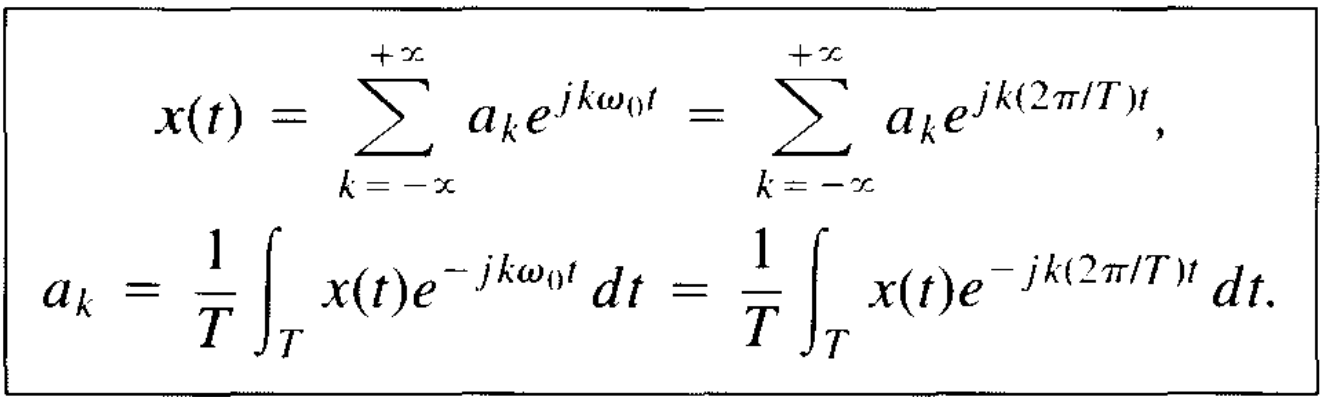 x(t) = \sum_{k=-\infty}^{+\infty} a_k e^{jk\omega_0 t} = \sum_{k=-\infty}^{+\infty} a_k e^{jk(2\pi/T)t},
a_k = \frac{1}{T} \int_T x(t)e^{-jk\omega_0 t} dt = \frac{1}{T} \int_T x(t)e^{-jk(2\pi/T)t} dt.